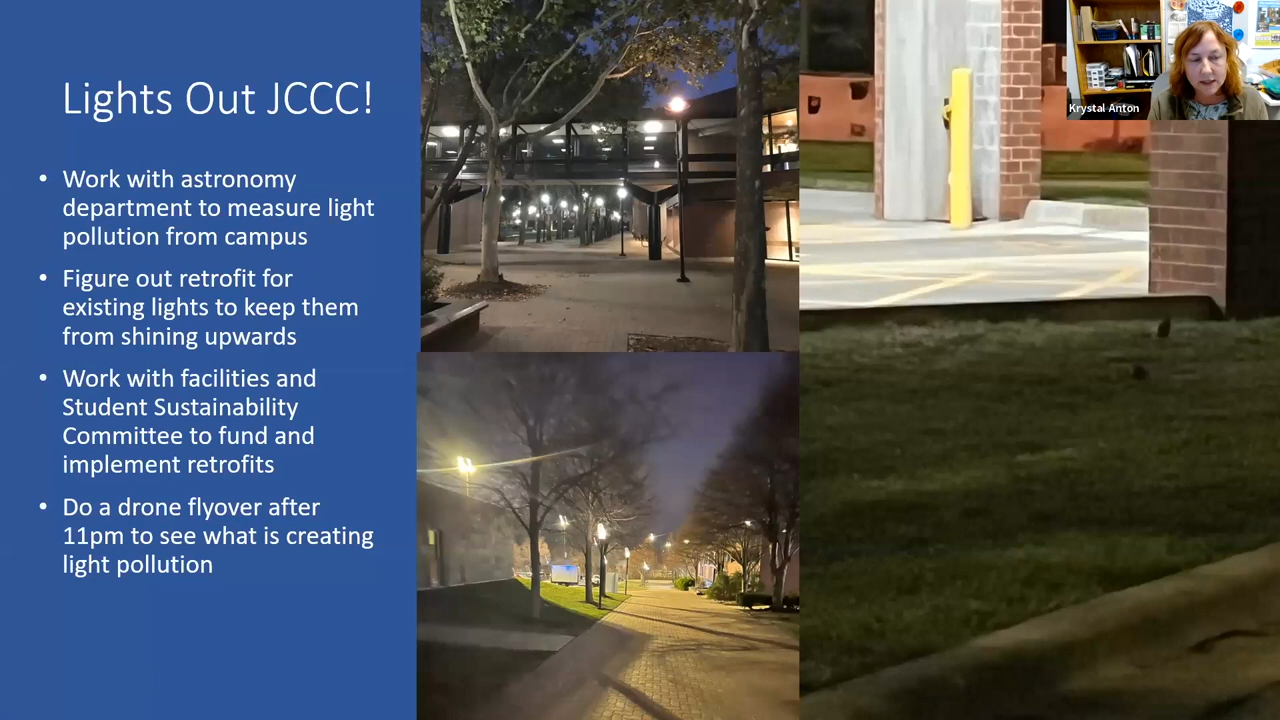 Lights Out JCCC!
• Work with astronomy
department to measure light
pollution from campus
• Figure out retrofit for
existing lights to keep them
from shining upwards
• Work with facilities and
Student Sustainability
Committee to fund and
implement retrofits
• Do a drone flyover after
11pm to see what is creating
light pollution
Krystal Anton